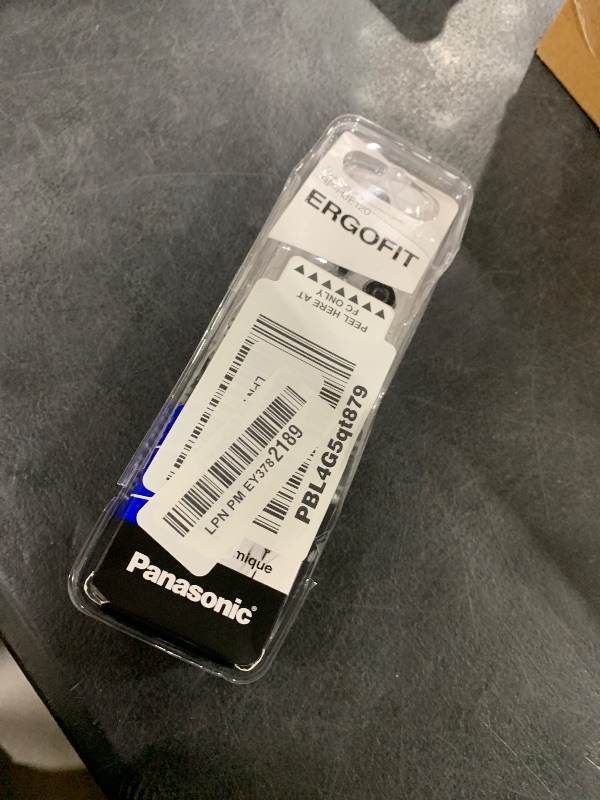 ERGOFIT
PEEL HERE AT
FC ONLY
PBL4G5qt879
LPN PM EY3782189
nique
Panasonic®